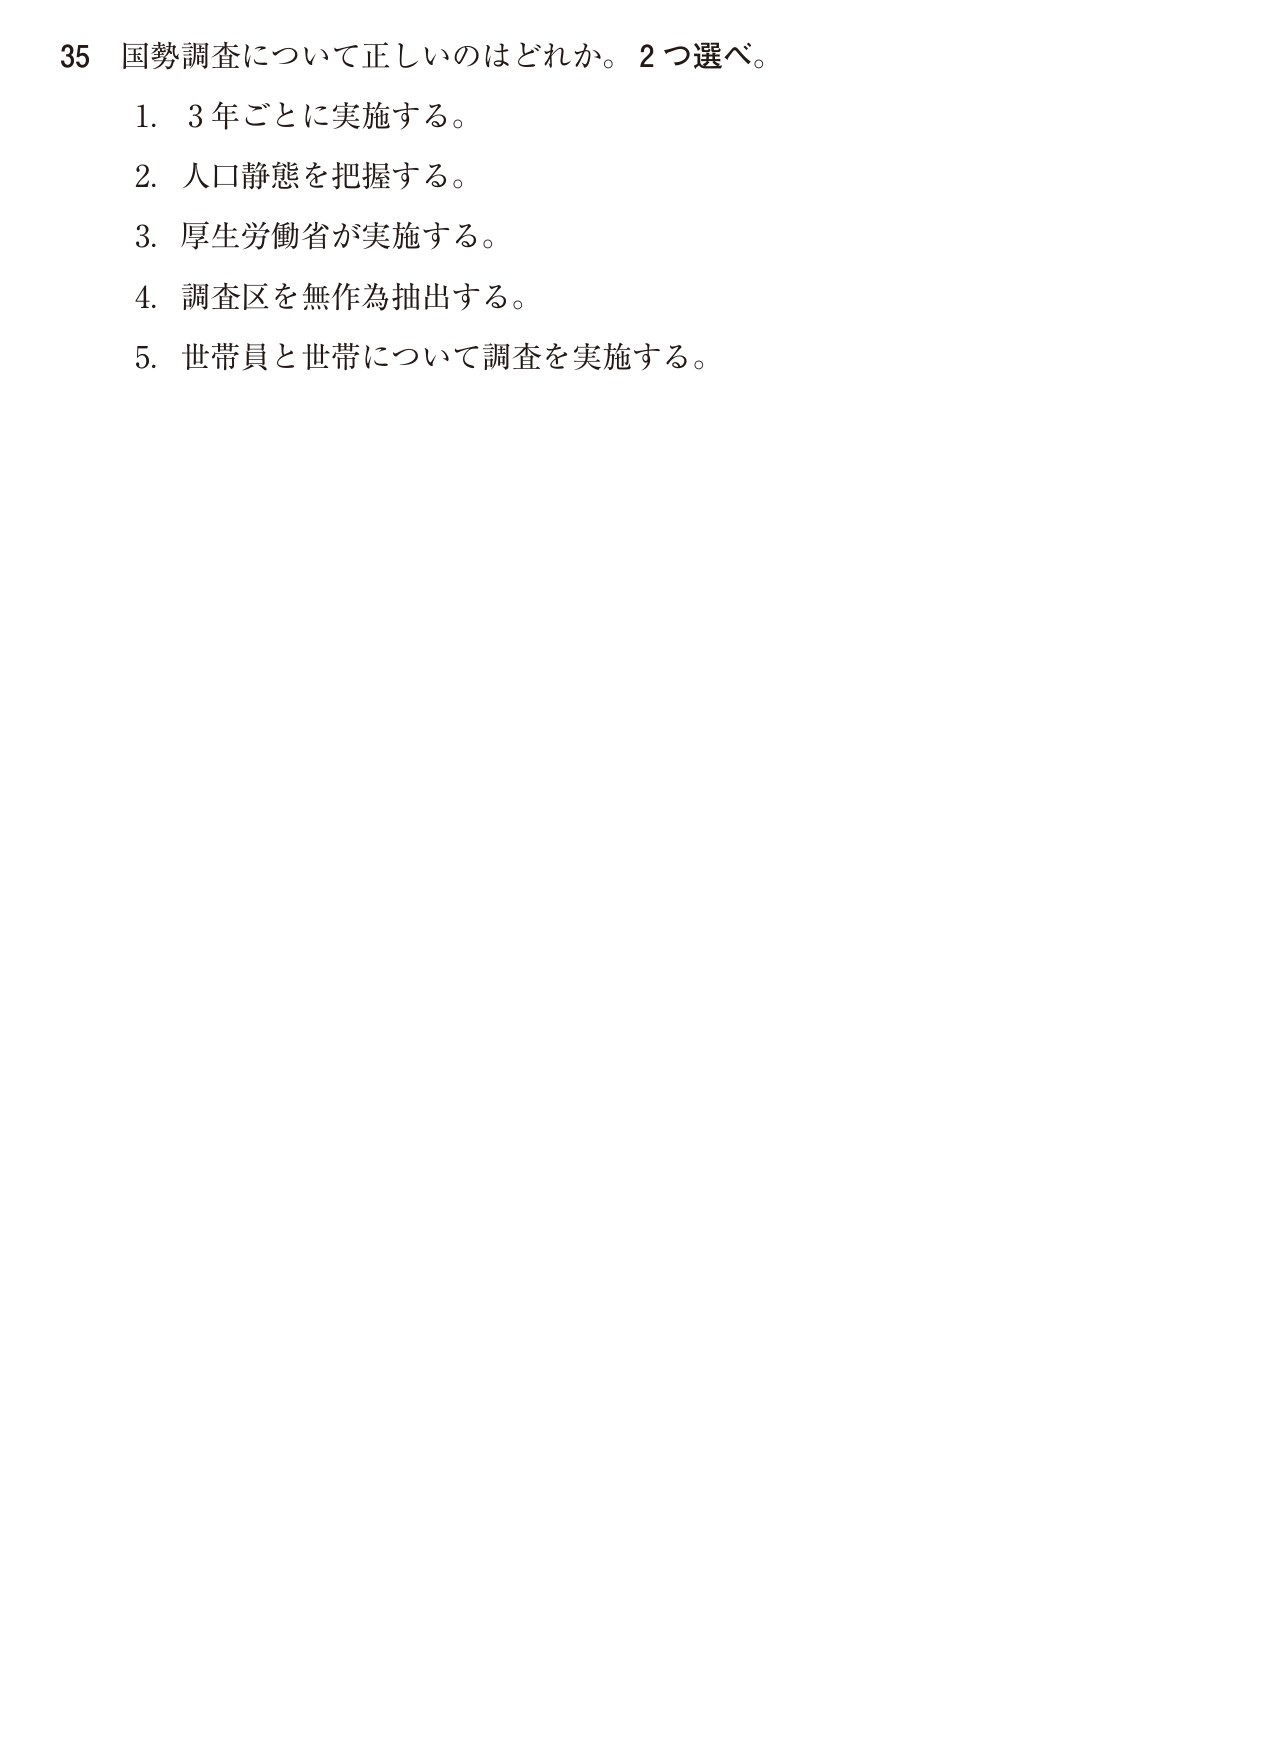 35 国勢調査について正しいのはどれか。2つ選べ。
1. 3年ごとに実施する。
2. 人口静態を把握する。
3. 厚生労働省が実施する。
4. 調査区を無作為抽出する。
5. 世帯員と世帯について調査を実施する。